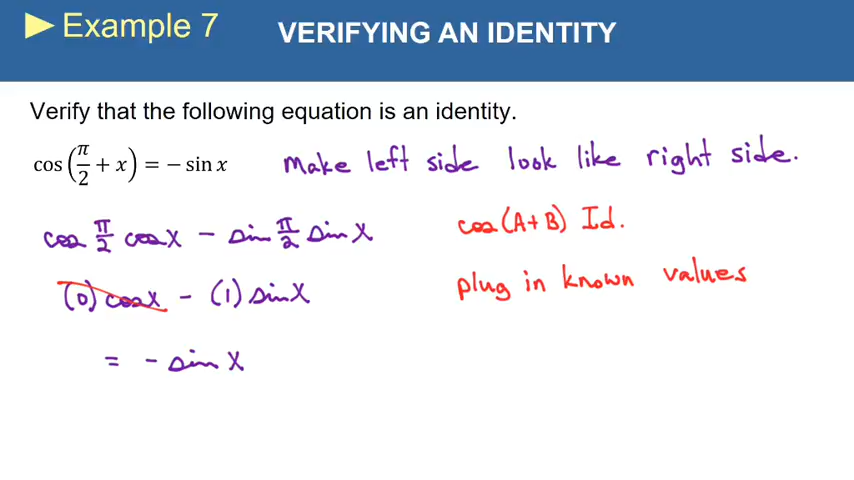 ► Example 7
VERIFYING AN IDENTITY
Verify that the following equation is an identity.
cos(π/2 + x) = − sin x make left side look like right side.
cos π/2 cos x − sin π/2 sin x cos(A+B) Id.
(0) cos x − (1) sin x plug in known values
= − sin x